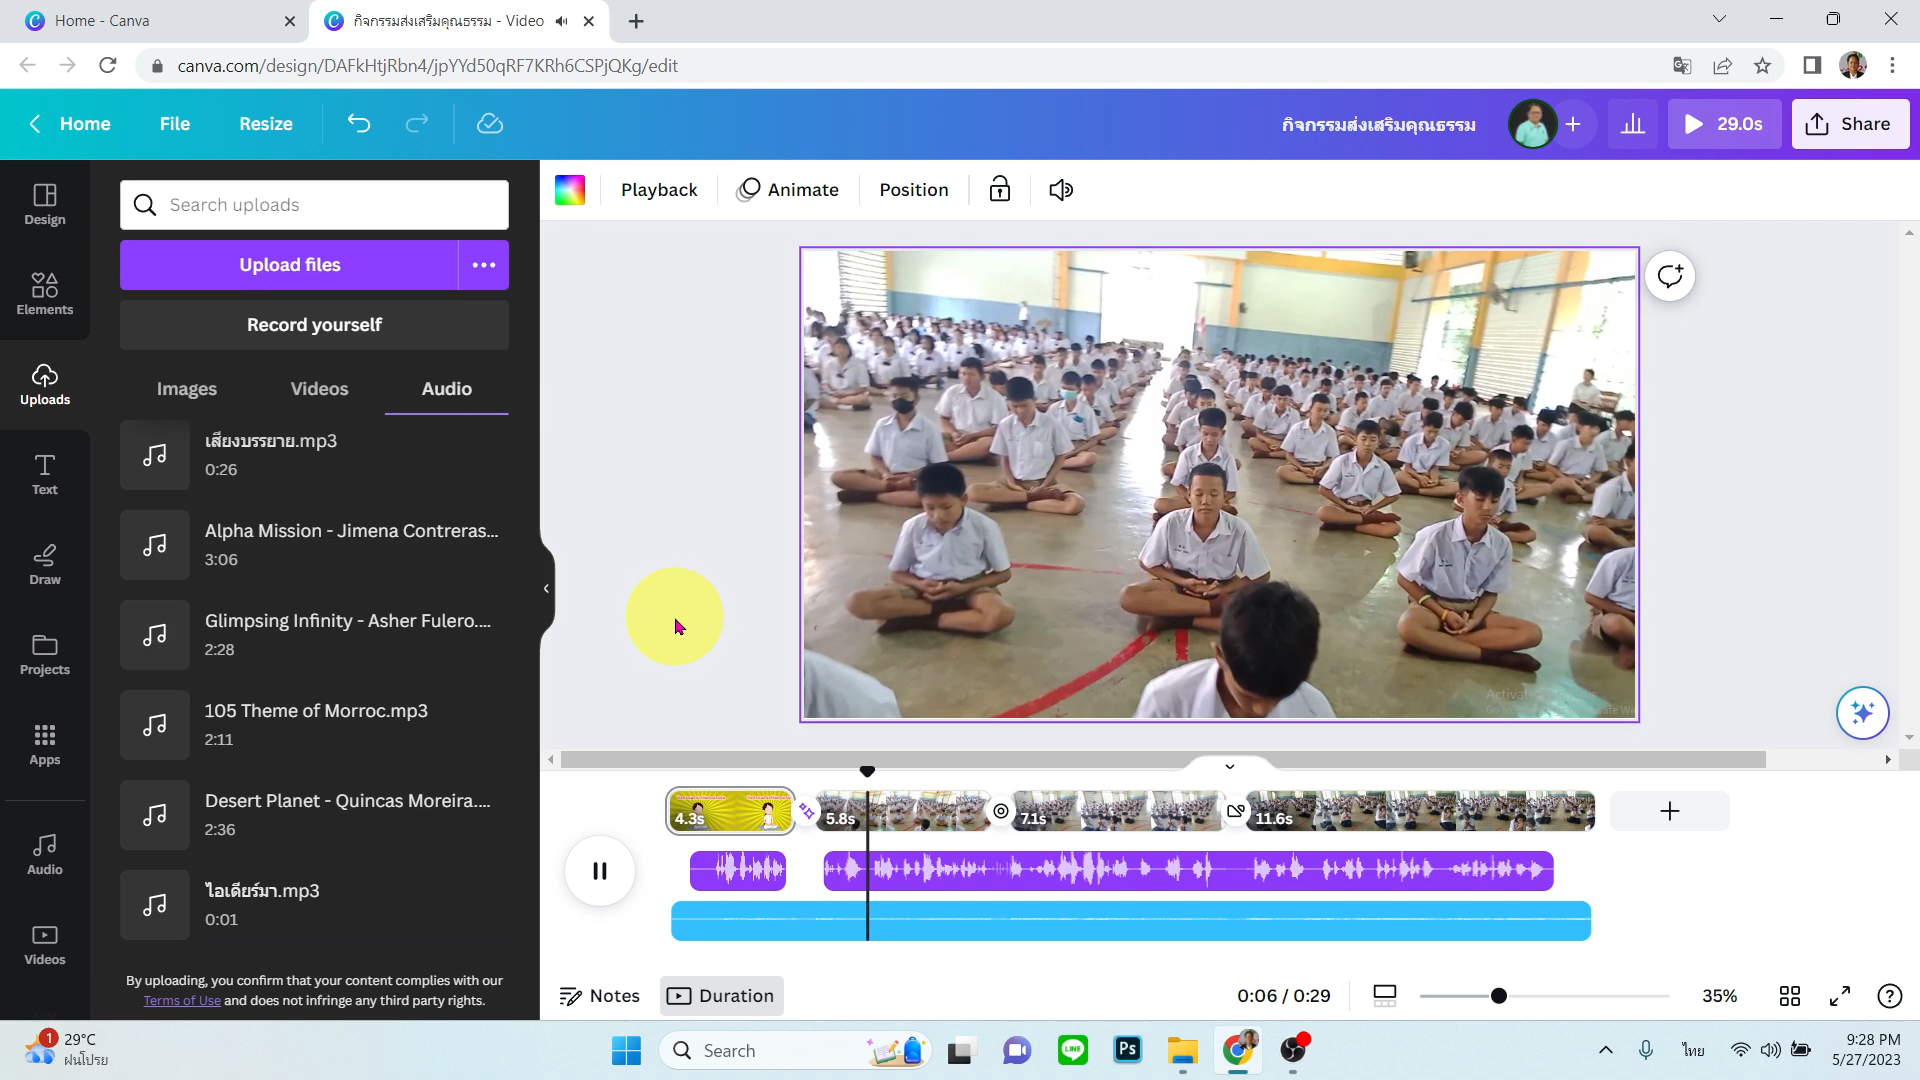 Home - Canva
กิจกรรมส่งเสริมคุณธรรม - Video
canva.com/design/DAFkHtjRbn4/jpYYd50qRF7KRh6CSPjQKg/edit
Home
File
Resize
กิจกรรมส่งเสริมคุณธรรม
29.0s
Share
Design
Elements
Uploads
Text
Draw
Projects
Apps
Audio
Videos
Search uploads
Upload files
Record yourself
Images
Videos
Audio
เสียงบรรยาย.mp3
0:26
Alpha Mission - Jimena Contreras...
3:06
Glimpsing Infinity - Asher Fulero....
2:28
105 Theme of Morroc.mp3
2:11
Desert Planet - Quincas Moreira....
2:36
ไอเดียร์มา.mp3
0:01
By uploading, you confirm that your content complies with our
Terms of Use and does not infringe any third party rights.
Playback
Animate
Position
4.3s
5.8s
7.1s
11.6s
Notes
Duration
0:06 / 0:29
35%
1
29°C
ฝนโปรย
Search
LINE
Ps
ไทย
9:28 PM
5/27/2023